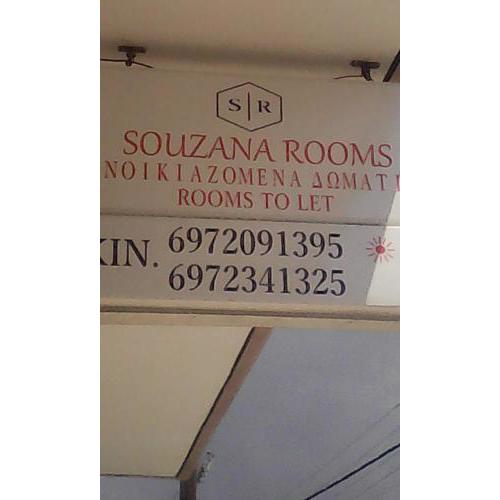 S|R
SOUZANA ROOMS
ΝΟΙΚΙΑΖΟΜΕΝΑ ΔΩΜΑΤΙ
ROOMS TO LET
ΚΙΝ. 6972091395
6972341325